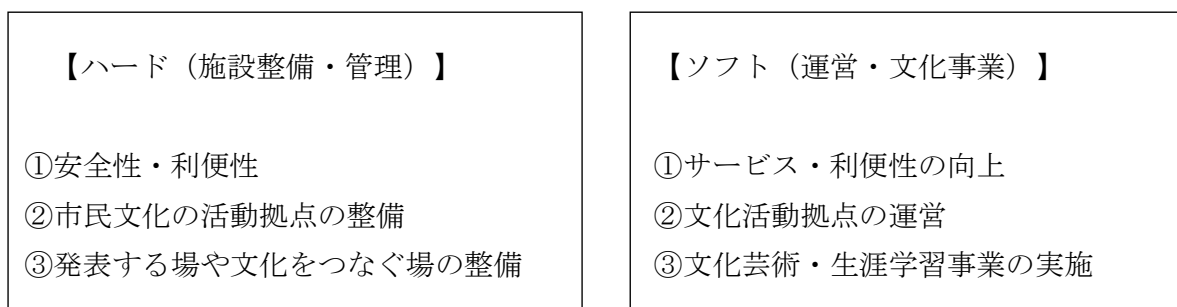 【ハード（施設整備・管理）】
①安全性・利便性
②市民文化の活動拠点の整備
③発表する場や文化をつなぐ場の整備
【ソフト（運営・文化事業）】
①サービス・利便性の向上
②文化活動拠点の運営
③文化芸術・生涯学習事業の実施